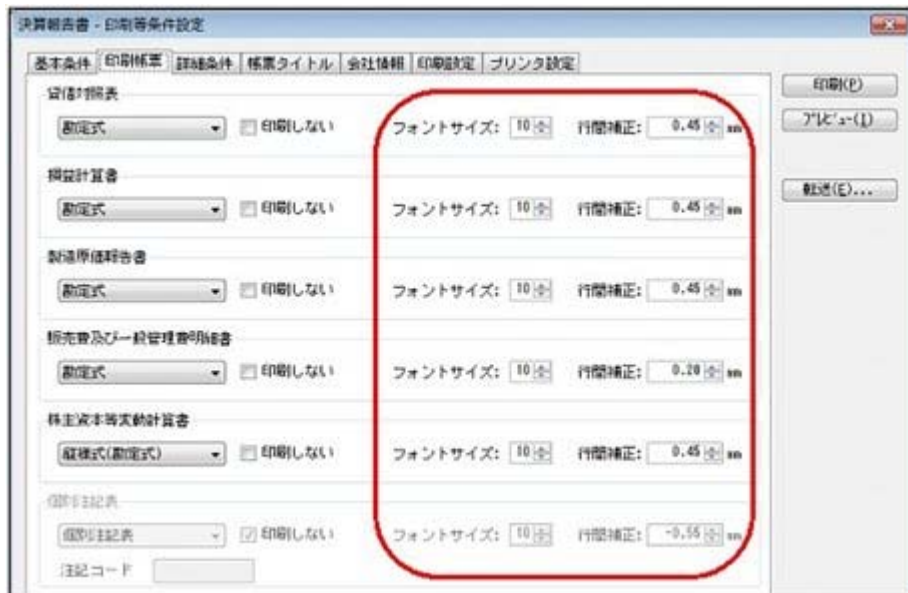 決算報告書 - 印刷等条件設定
基本条件 印刷帳票 詳細条件 帳票タイトル 会社情報 印刷設定 プリンタ設定
貸借対照表
勘定式 印刷しない フォントサイズ: 10 行間補正: 0.45 mm
損益計算書
勘定式 印刷しない フォントサイズ: 10 行間補正: 0.45 mm
製造原価報告書
勘定式 印刷しない フォントサイズ: 10 行間補正: 0.45 mm
販売費及び一般管理費明細書
勘定式 印刷しない フォントサイズ: 10 行間補正: 0.20 mm
株主資本等変動計算書
縦様式(勘定式) 印刷しない フォントサイズ: 10 行間補正: 0.45 mm
個別注記表
個別注記表 印刷しない フォントサイズ: 10 行間補正: -0.55 mm
注記コード
印刷(P)
プレビュー(I)
転送(E)...